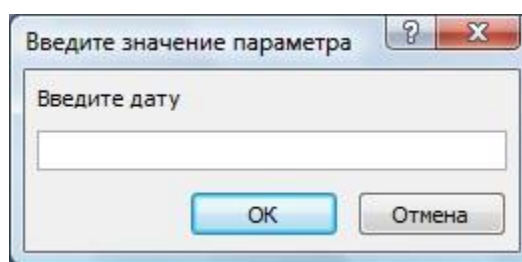 Введите значение параметра
Введите дату
ОК
Отмена